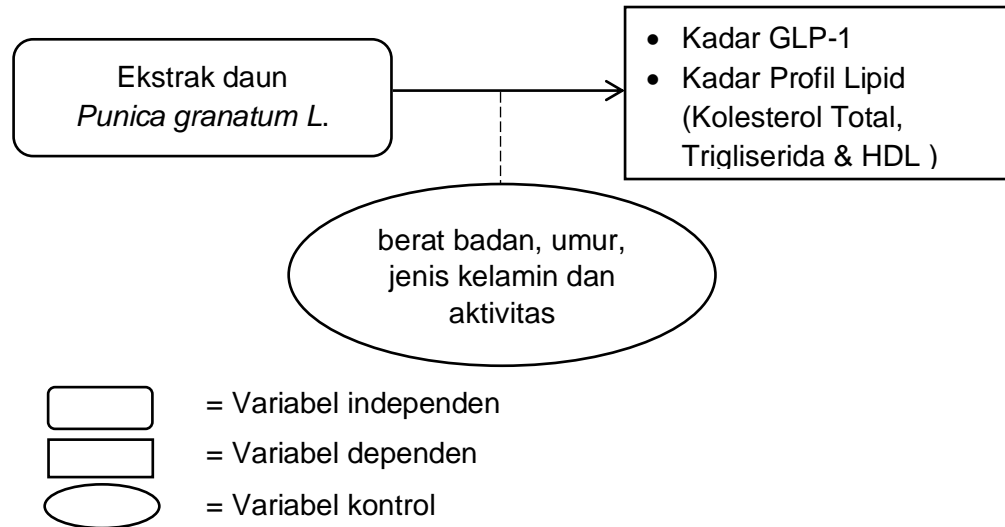 Ekstrak daun
Punica granatum L.
• Kadar GLP-1
• Kadar Profil Lipid
(Kolesterol Total,
Trigliserida & HDL )
berat badan, umur,
jenis kelamin dan
aktivitas
= Variabel independen
= Variabel dependen
= Variabel kontrol